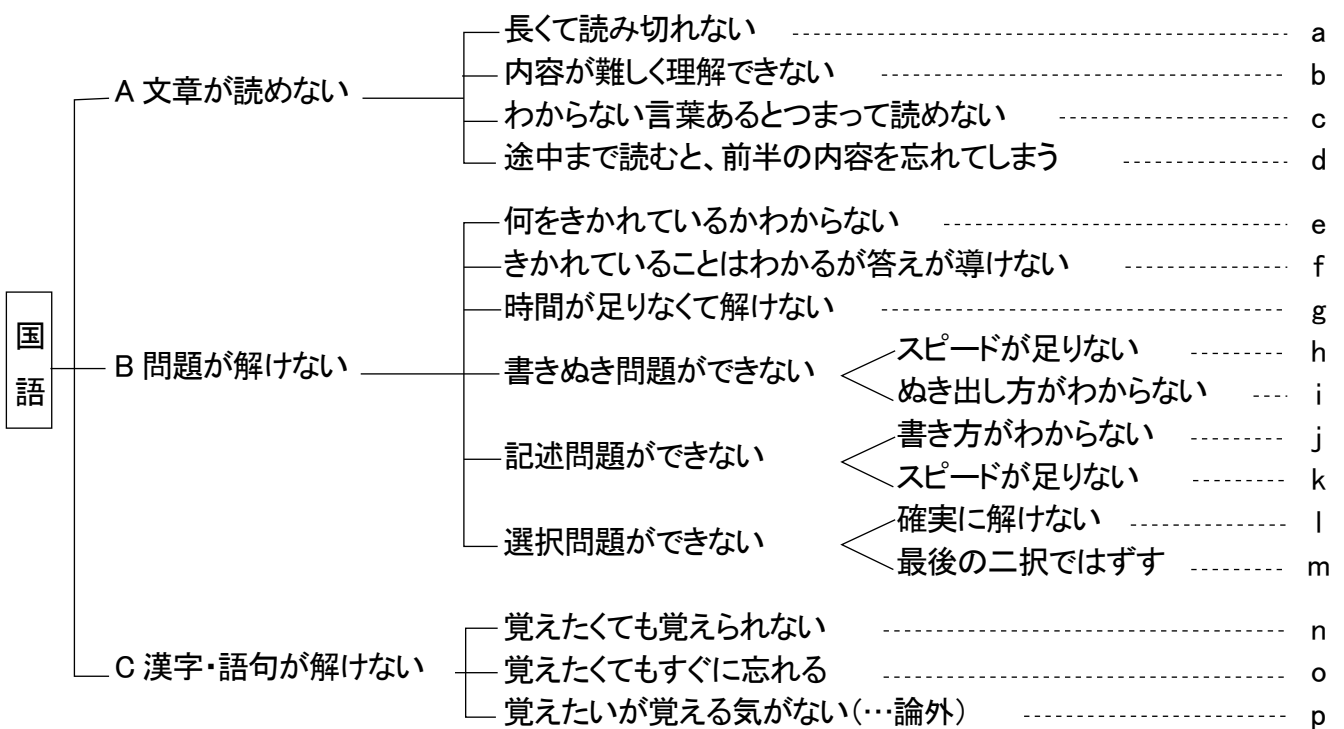 長くて読み切れない a
内容が難しく理解できない b
A 文章が読めない
わからない言葉あるとつまって読めない c
途中まで読むと、前半の内容を忘れてしまう d
何をきかれているかわからない e
きかれていることはわかるが答えが導けない f
時間が足りなくて解けない g
国語
B 問題が解けない
書きぬき問題ができない
スピードが足りない h
ぬき出し方がわからない i
記述問題ができない
書き方がわからない j
スピードが足りない k
選択問題ができない
確実に解けない l
最後の二択ではずす m
覚えたくても覚えられない n
C 漢字・語句が解けない
覚えたくてもすぐに忘れる o
覚えたいが覚える気がない(…論外) p